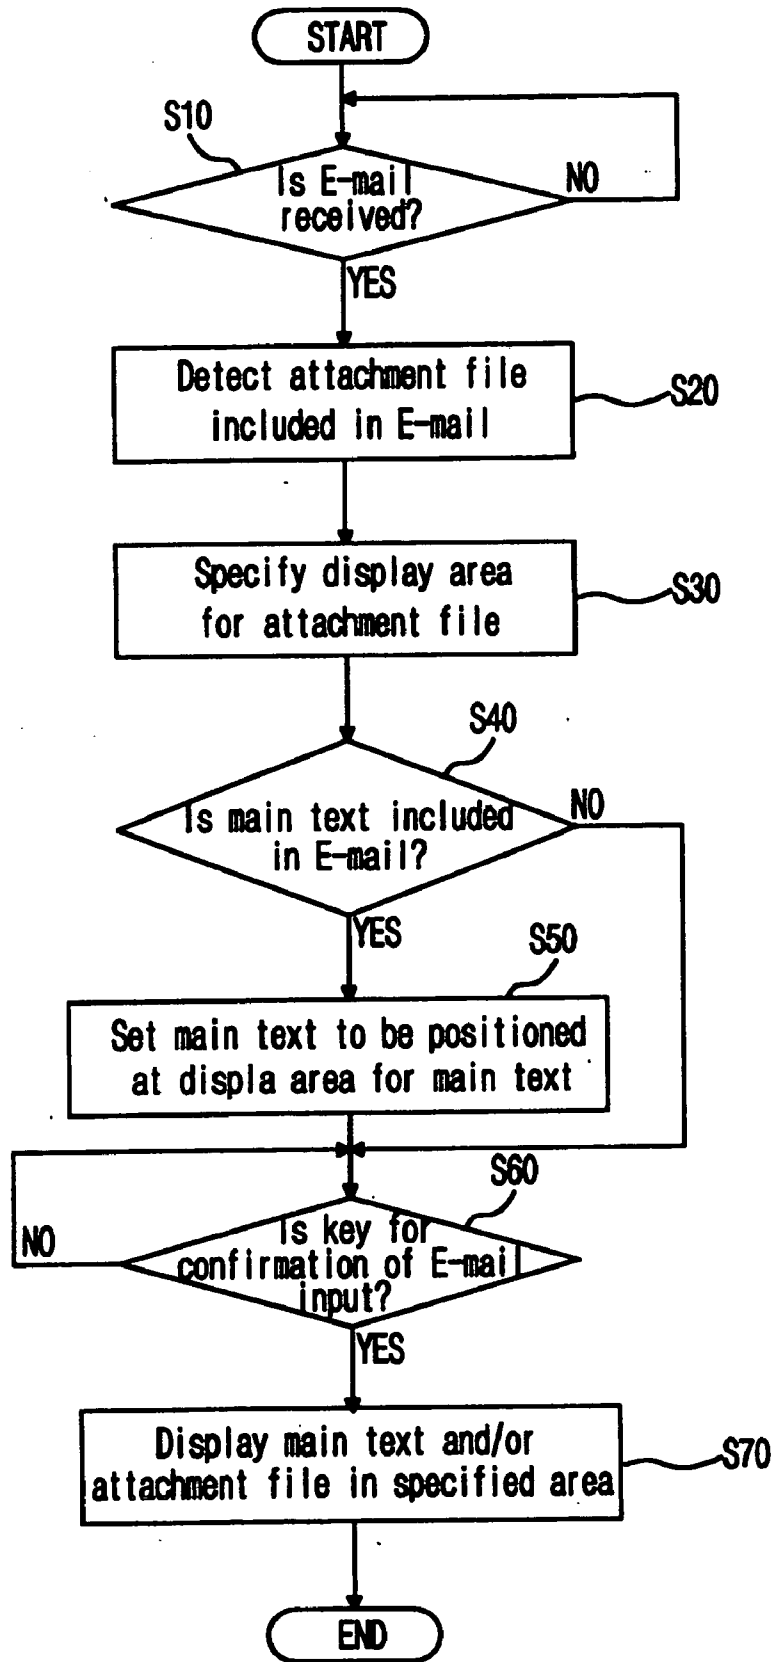 START
S10
Is E-mail
received?
NO
YES
Detect attachment file
included in E-mail
S20
Specify display area
for attachment file
S30
S40
Is main text included
in E-mail?
NO
YES
S50
Set main text to be positioned
at displa area for main text
S60
Is key for
confirmation of E-mail
input?
NO
YES
Display main text and/or
attachment file in specified area
S70
END